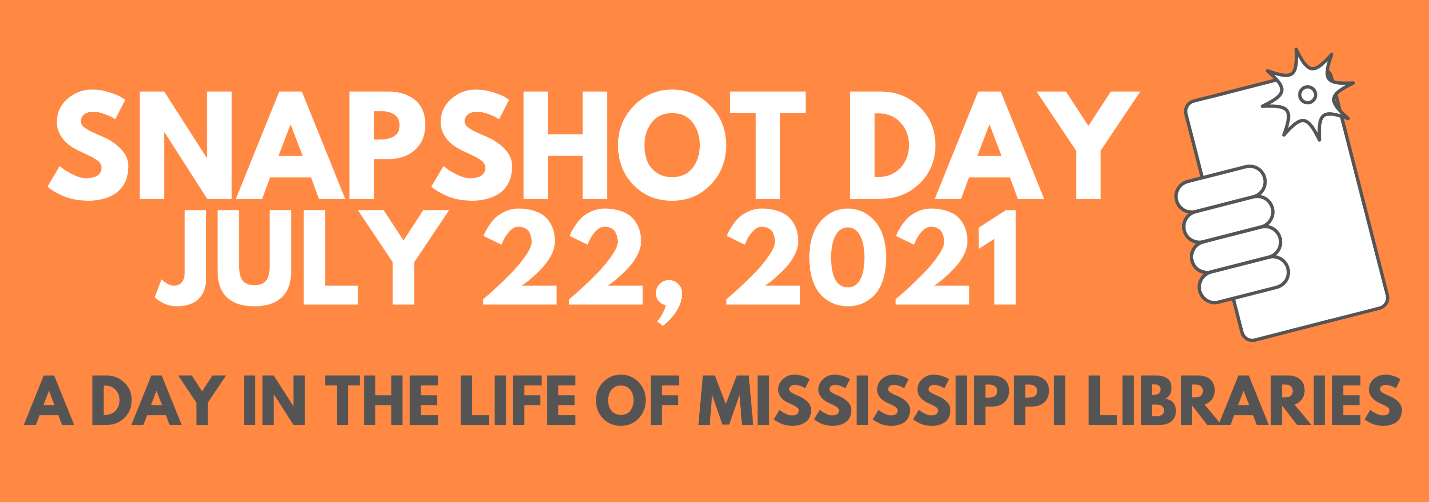 SNAPSHOT DAY
JULY 22, 2021
A DAY IN THE LIFE OF MISSISSIPPI LIBRARIES